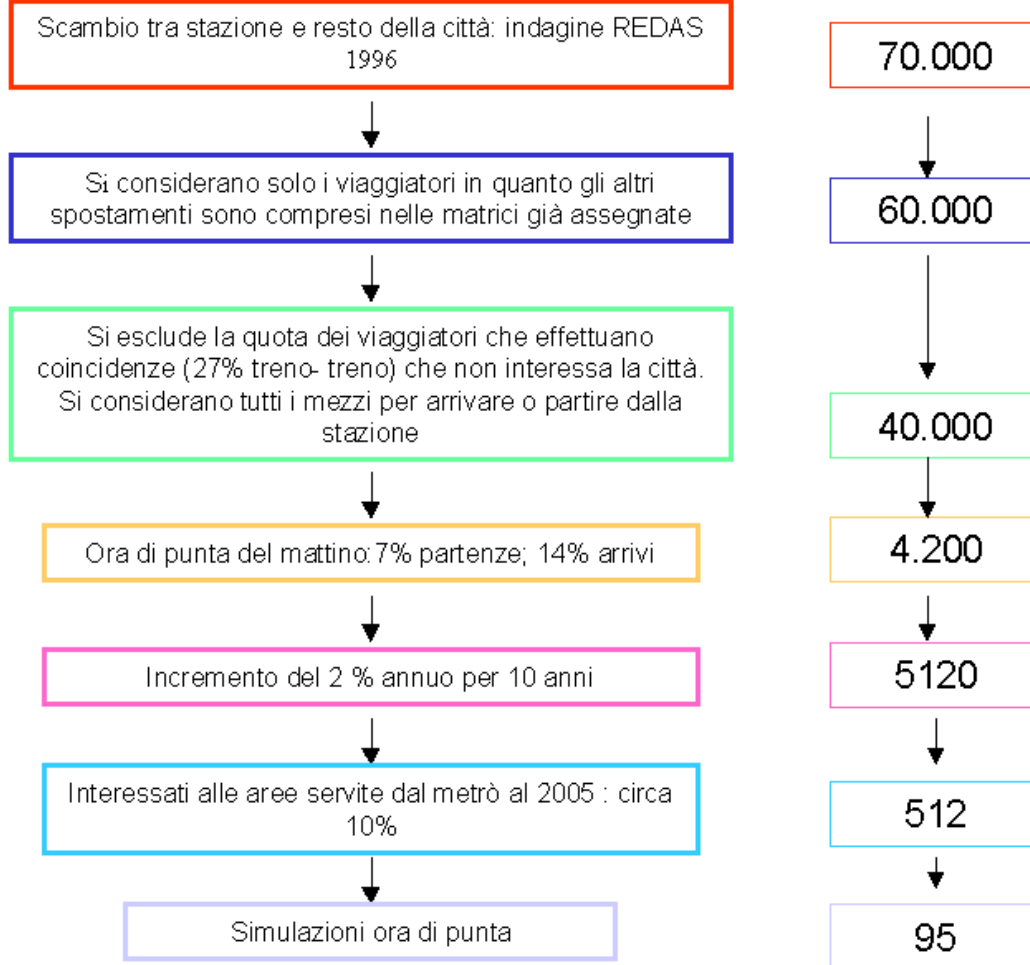 Scambio tra stazione e resto della città: indagine REDAS
1996
70.000
Si considerano solo i viaggiatori in quanto gli altri
spostamenti sono compresi nelle matrici già assegnate
60.000
Si esclude la quota dei viaggiatori che effettuano
coincidenze (27% treno- treno) che non interessa la città.
Si considerano tutti i mezzi per arrivare o partire dalla
stazione
40.000
Ora di punta del mattino:7% partenze; 14% arrivi
4.200
Incremento del 2 % annuo per 10 anni
5120
Interessati alle aree servite dal metrò al 2005 : circa
10%
512
Simulazioni ora di punta
95